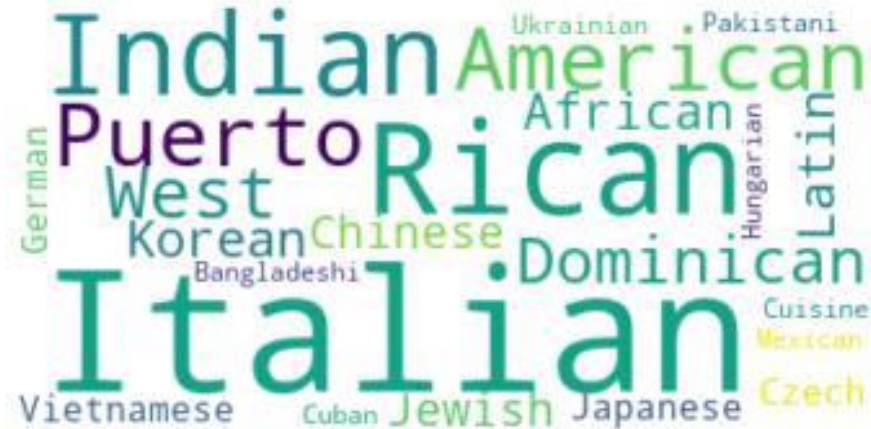 Ukrainian Pakistani
Indian American
African
Puerto Rican
Hungarian
Latin
German
West
Korean Chinese
Dominican
Bangladeshi
Italian
Cuisine
Mexican
Czech
Vietnamese Cuban Jewish Japanese